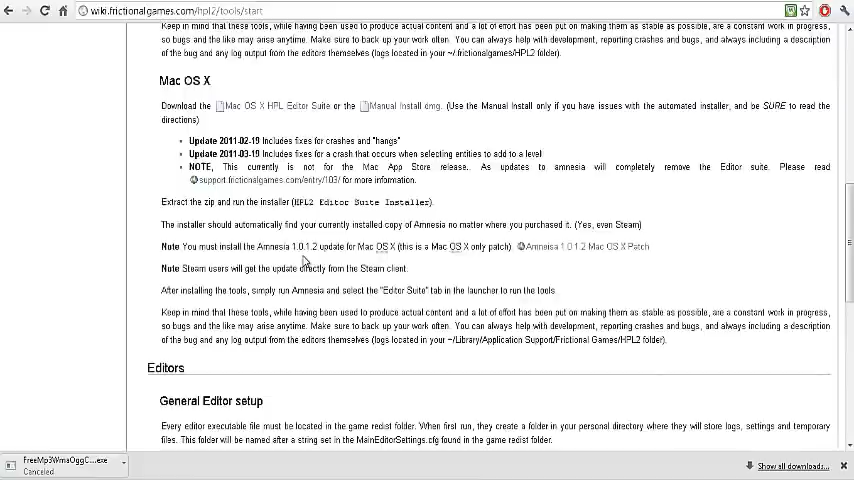 wiki.frictionalgames.com/hpl2/tools/start
Keep in mind that these tools, while having been used to produce actual content and a lot of effort has been put on making them as stable as possible, are a constant work in progress,
so bugs and the like may arise anytime. Make sure to back up your work often. You can always help with development, reporting crashes and bugs, and always including a description
of the bug and any log output from the editors themselves (logs located in your ~/.frictionalgames/HPL2 folder).
Mac OS X
Download the Mac OS X HPL Editor Suite or the Manual Install dmg. (Use the Manual Install only if you have issues with the automated installer, and be SURE to read the
directions)
Update 2011-02-19 Includes fixes for crashes and "hangs"
Update 2011-03-19 Includes fixes for a crash that occurs when selecting entities to add to a level
NOTE, This currently is not for the Mac App Store release. As updates to amnesia will completely remove the Editor suite. Please read
support.frictionalgames.com/entry/103/ for more information.
Extract the zip and run the installer (HPL2 Editor Suite Installer).
The installer should automatically find your currently installed copy of Amnesia no matter where you purchased it. (Yes, even Steam)
Note You must install the Amnesia 1.0.1.2 update for Mac OS X (this is a Mac OS X only patch). Amneisa 1.0.1.2 Mac OS X Patch
Note Steam users will get the update directly from the Steam client.
After installing the tools, simply run Amnesia and select the "Editor Suite" tab in the launcher to run the tools.
Keep in mind that these tools, while having been used to produce actual content and a lot of effort has been put on making them as stable as possible, are a constant work in progress,
so bugs and the like may arise anytime. Make sure to back up your work often. You can always help with development, reporting crashes and bugs, and always including a description
of the bug and any log output from the editors themselves (logs located in your ~/Library/Application Support/Frictional Games/HPL2 folder).
Editors
General Editor setup
Every editor executable file must be located in the game redist folder. When first run, they create a folder in your personal directory where they will store logs, settings and temporary
files. This folder will be named after a string set in the MainEditorSettings.cfg found in the game redist folder.
FreeMp3WmaOggC....exe
Canceled
Show all downloads...